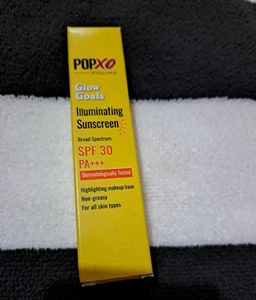 POPXO
Glow
Goals
Illuminating
Sunscreen
Broad Spectrum
SPF 30
PA+++
Dermatologically Tested
Highlighting makeup base
Non-greasy
For all skin types